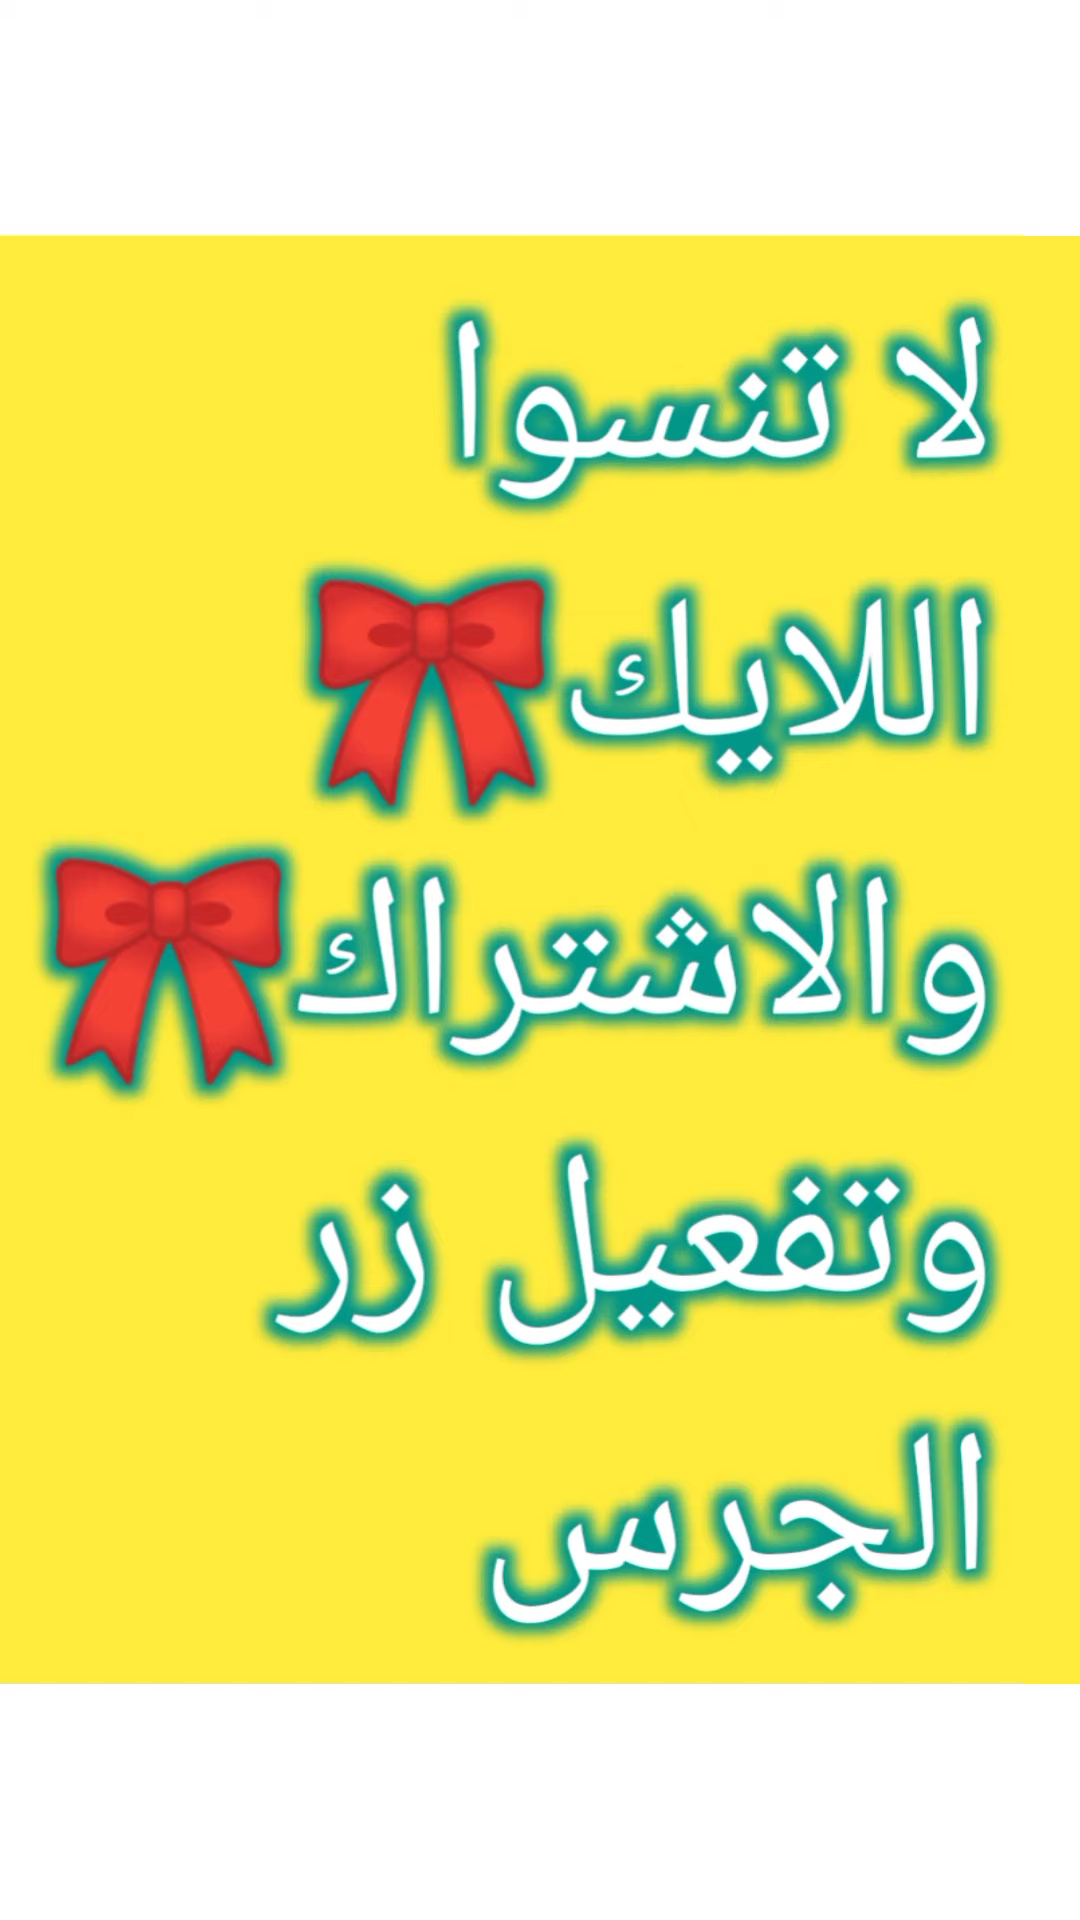 لا تنسوا
اللايك🎀
والاشتراك🎀
وتفعيل زر
الجرس